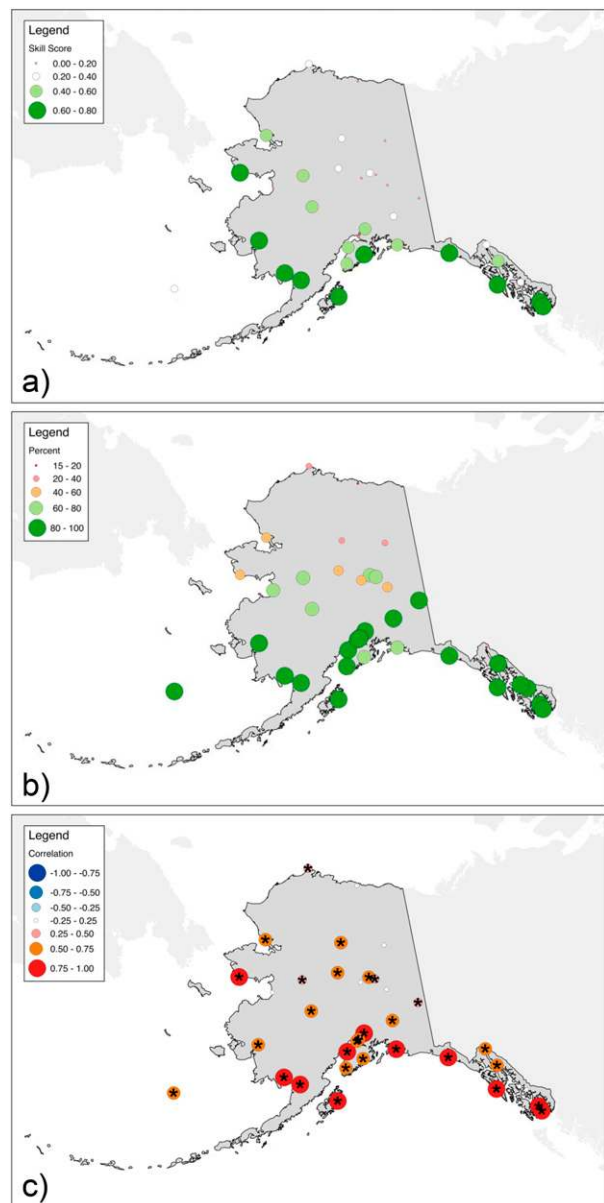 Legend
Skill Score
0.00 - 0.20
0.20 - 0.40
0.40 - 0.60
0.60 - 0.80
a)
Legend
Percent
15 - 20
20 - 40
40 - 60
60 - 80
80 - 100
b)
Legend
Correlation
-1.00 - -0.75
-0.75 - -0.50
-0.50 - -0.25
-0.25 - 0.25
0.25 - 0.50
0.50 - 0.75
0.75 - 1.00
c)